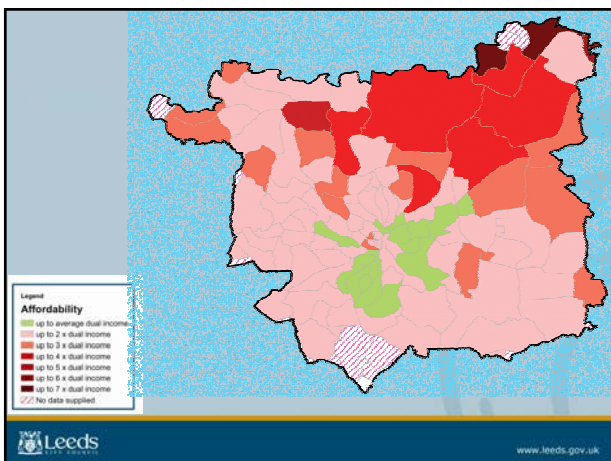 Legend
Affordability
up to average dual income
up to 2 x dual income
up to 3 x dual income
up to 4 x dual income
up to 5 x dual income
up to 6 x dual income
up to 7 x dual income
No data supplied
Leeds
CITY COUNCIL
www.leeds.gov.uk